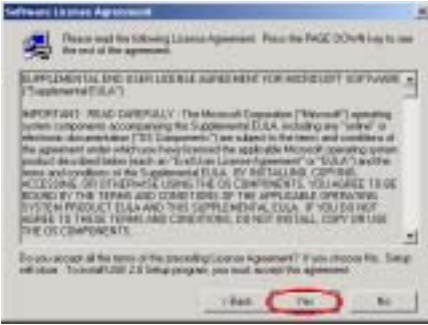 Software License Agreement
Please read the following License Agreement. Press the PAGE DOWN key to see
the rest of the agreement.
SUPPLEMENTAL END USER LICENSE AGREEMENT FOR MICROSOFT SOFTWARE
("Supplemental EULA")
IMPORTANT: READ CAREFULLY - The Microsoft Corporation ("Microsoft") operating
system components accompanying this Supplemental EULA, including any "online" or
electronic documentation ("OS Components") are subject to the terms and conditions of
the agreement under which you have licensed the applicable Microsoft operating system
product described below (each an "End User License Agreement" or "EULA") and the
terms and conditions of this Supplemental EULA. BY INSTALLING, COPYING,
ACCESSING, OR OTHERWISE USING THE OS COMPONENTS, YOU AGREE TO BE
BOUND BY THE TERMS AND CONDITIONS OF THE APPLICABLE OPERATING
SYSTEM PRODUCT EULA AND THIS SUPPLEMENTAL EULA. IF YOU DO NOT
AGREE TO THESE TERMS AND CONDITIONS, DO NOT INSTALL, COPY OR USE
THE OS COMPONENTS.
Do you accept all the terms of the preceding License Agreement? If you choose No, Setup
will close. To install USB 2.0 Setup program, you must accept this agreement.
< Back
Yes
No